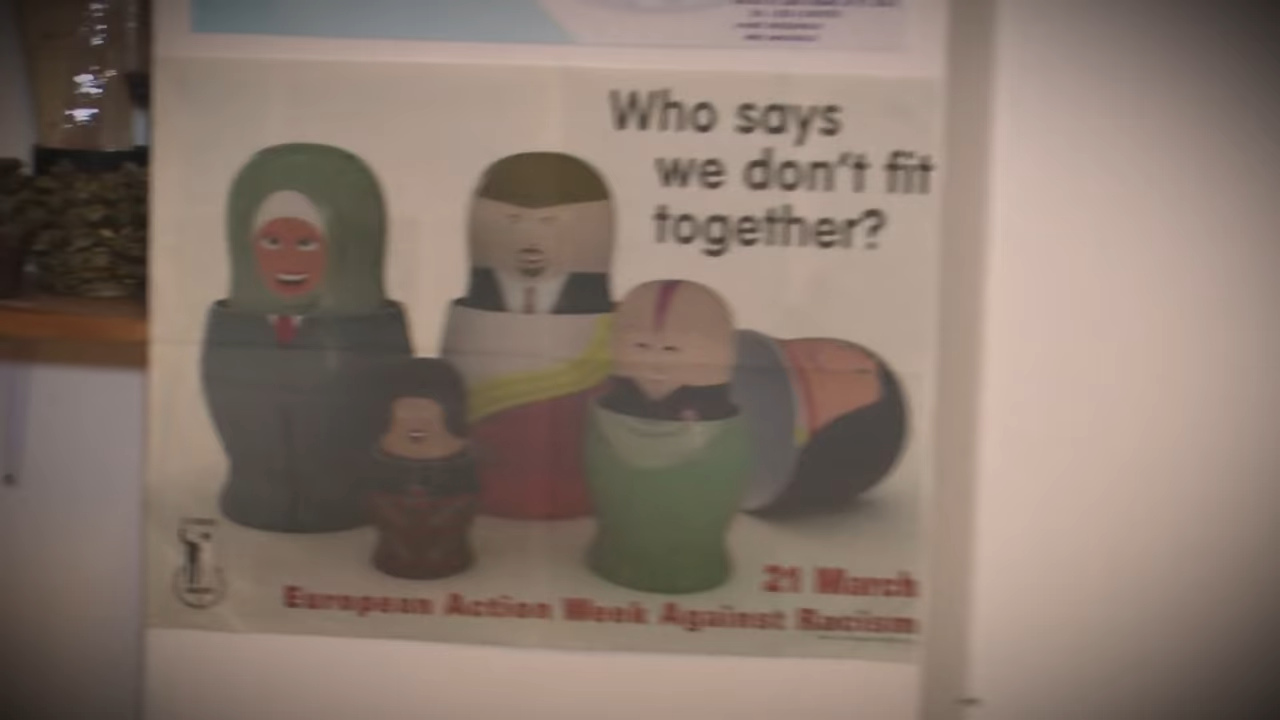 Who says
we don't fit
together?
21 March
European Action Week Against Racism